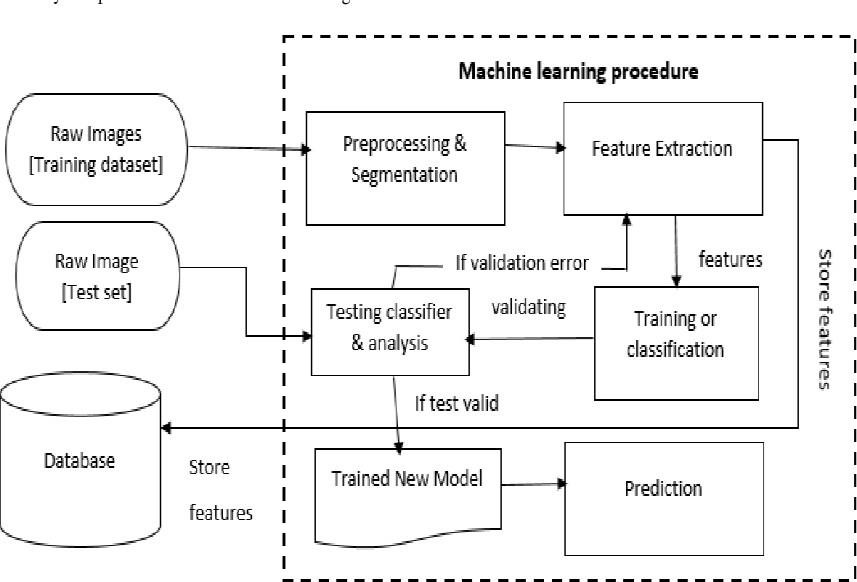 Machine learning procedure
Raw Images
[Training dataset]
Preprocessing &
Segmentation
Feature Extraction
Raw Image
[Test set]
If validation error
features
Store features
Testing classifier
& analysis
validating
Training or
classification
If test valid
Database
Store
features
Trained New Model
Prediction